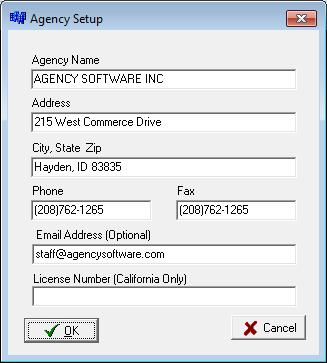 Agency Setup
Agency Name
AGENCY SOFTWARE INC
Address
215 West Commerce Drive
City, State  Zip
Hayden, ID 83835
Phone Fax
(208)762-1265 (208)762-1265
Email Address (Optional)
staff@agencysoftware.com
License Number (California Only)
OK Cancel